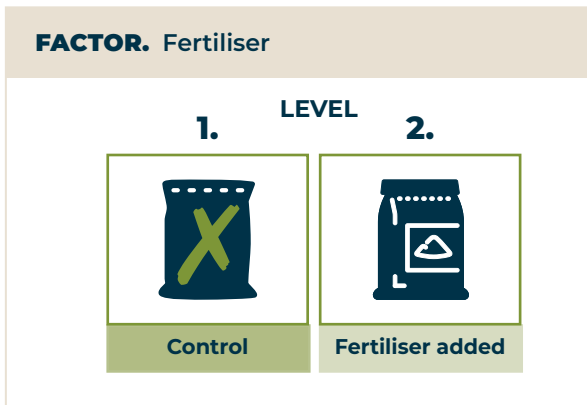 FACTOR. Fertiliser
LEVEL
1. 2.
Control Fertiliser added